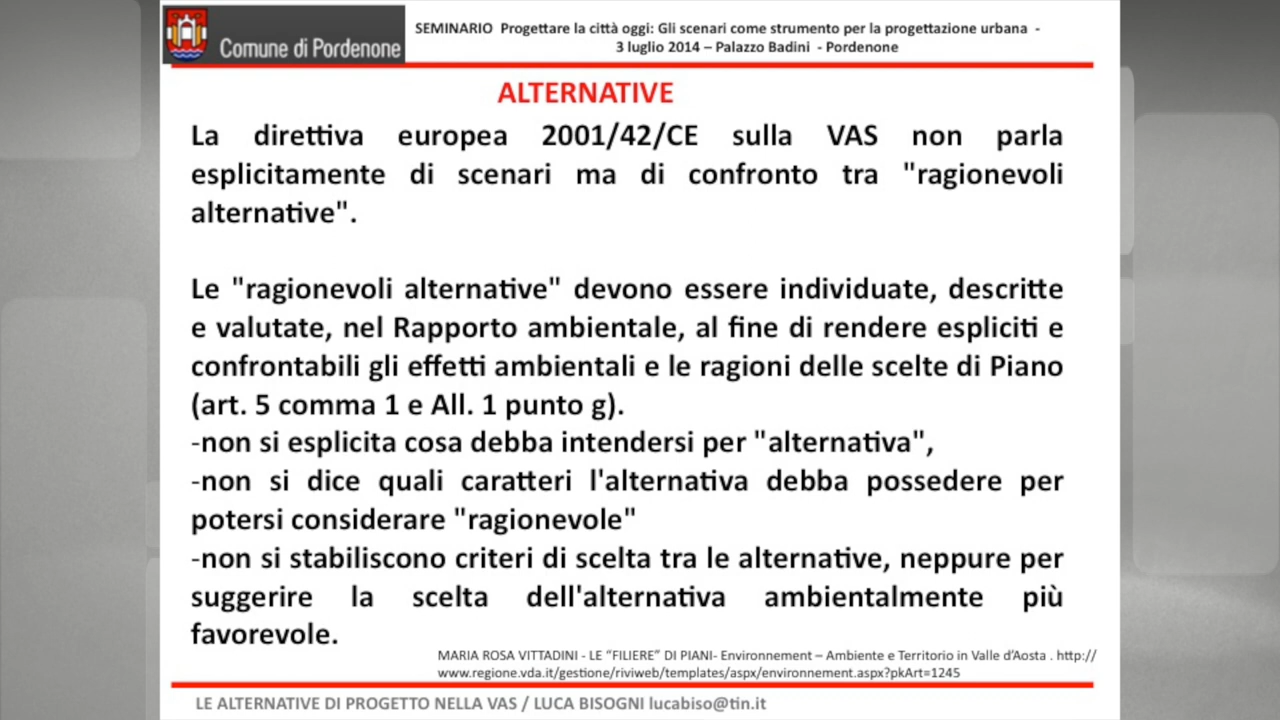 Comune di Pordenone
SEMINARIO Progettare la città oggi: Gli scenari come strumento per la progettazione urbana -
3 luglio 2014 – Palazzo Badini - Pordenone
ALTERNATIVE
La direttiva europea 2001/42/CE sulla VAS non parla
esplicitamente di scenari ma di confronto tra "ragionevoli
alternative".
Le "ragionevoli alternative" devono essere individuate, descritte
e valutate, nel Rapporto ambientale, al fine di rendere espliciti e
confrontabili gli effetti ambientali e le ragioni delle scelte di Piano
(art. 5 comma 1 e All. 1 punto g).
-non si esplicita cosa debba intendersi per "alternativa",
-non si dice quali caratteri l'alternativa debba possedere per
potersi considerare "ragionevole"
-non si stabiliscono criteri di scelta tra le alternative, neppure per
suggerire la scelta dell'alternativa ambientalmente più
favorevole.
MARIA ROSA VITTADINI - LE “FILIERE” DI PIANI- Environnement – Ambiente e Territorio in Valle d’Aosta . http://
www.regione.vda.it/gestione/riviweb/templates/aspx/environnement.aspx?pkArt=1245
LE ALTERNATIVE DI PROGETTO NELLA VAS / LUCA BISOGNI lucabiso@tin.it